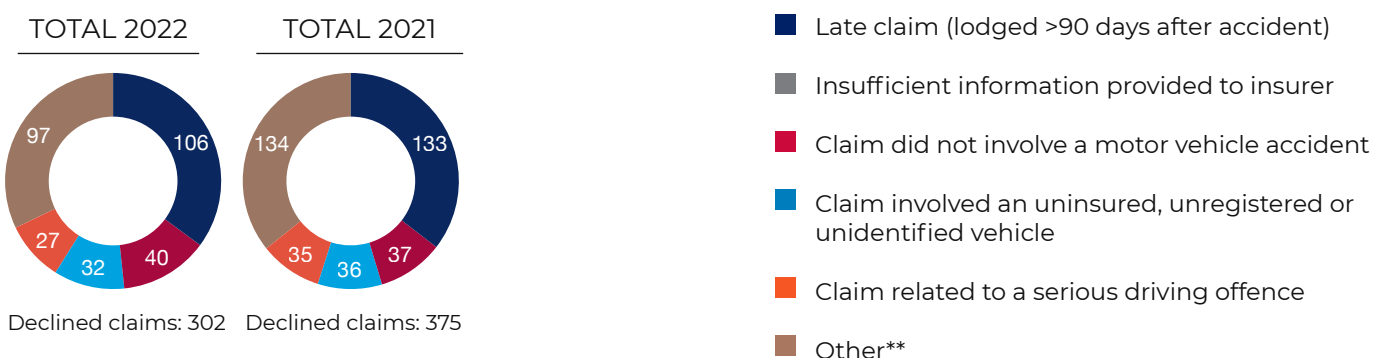 TOTAL 2022
TOTAL 2021
97
106
27
32
40
134
133
35
36
37
Declined claims: 302
Declined claims: 375
Late claim (lodged >90 days after accident)
Insufficient information provided to insurer
Claim did not involve a motor vehicle accident
Claim involved an uninsured, unregistered or
unidentified vehicle
Claim related to a serious driving offence
Other**